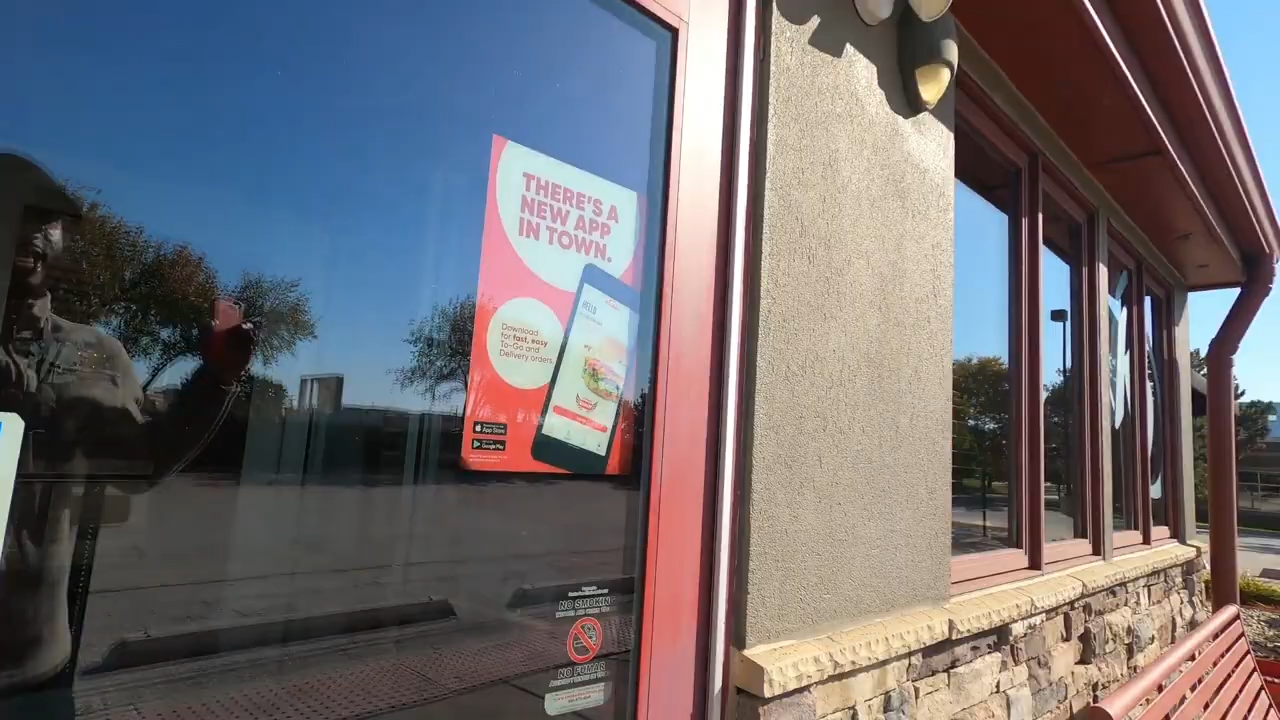 THERE'S A
NEW APP
IN TOWN.
HELLO
Download
for fast, easy
To-Go and
Delivery orders.
App Store
Google Play
NO SMOKING
NO FUMAR